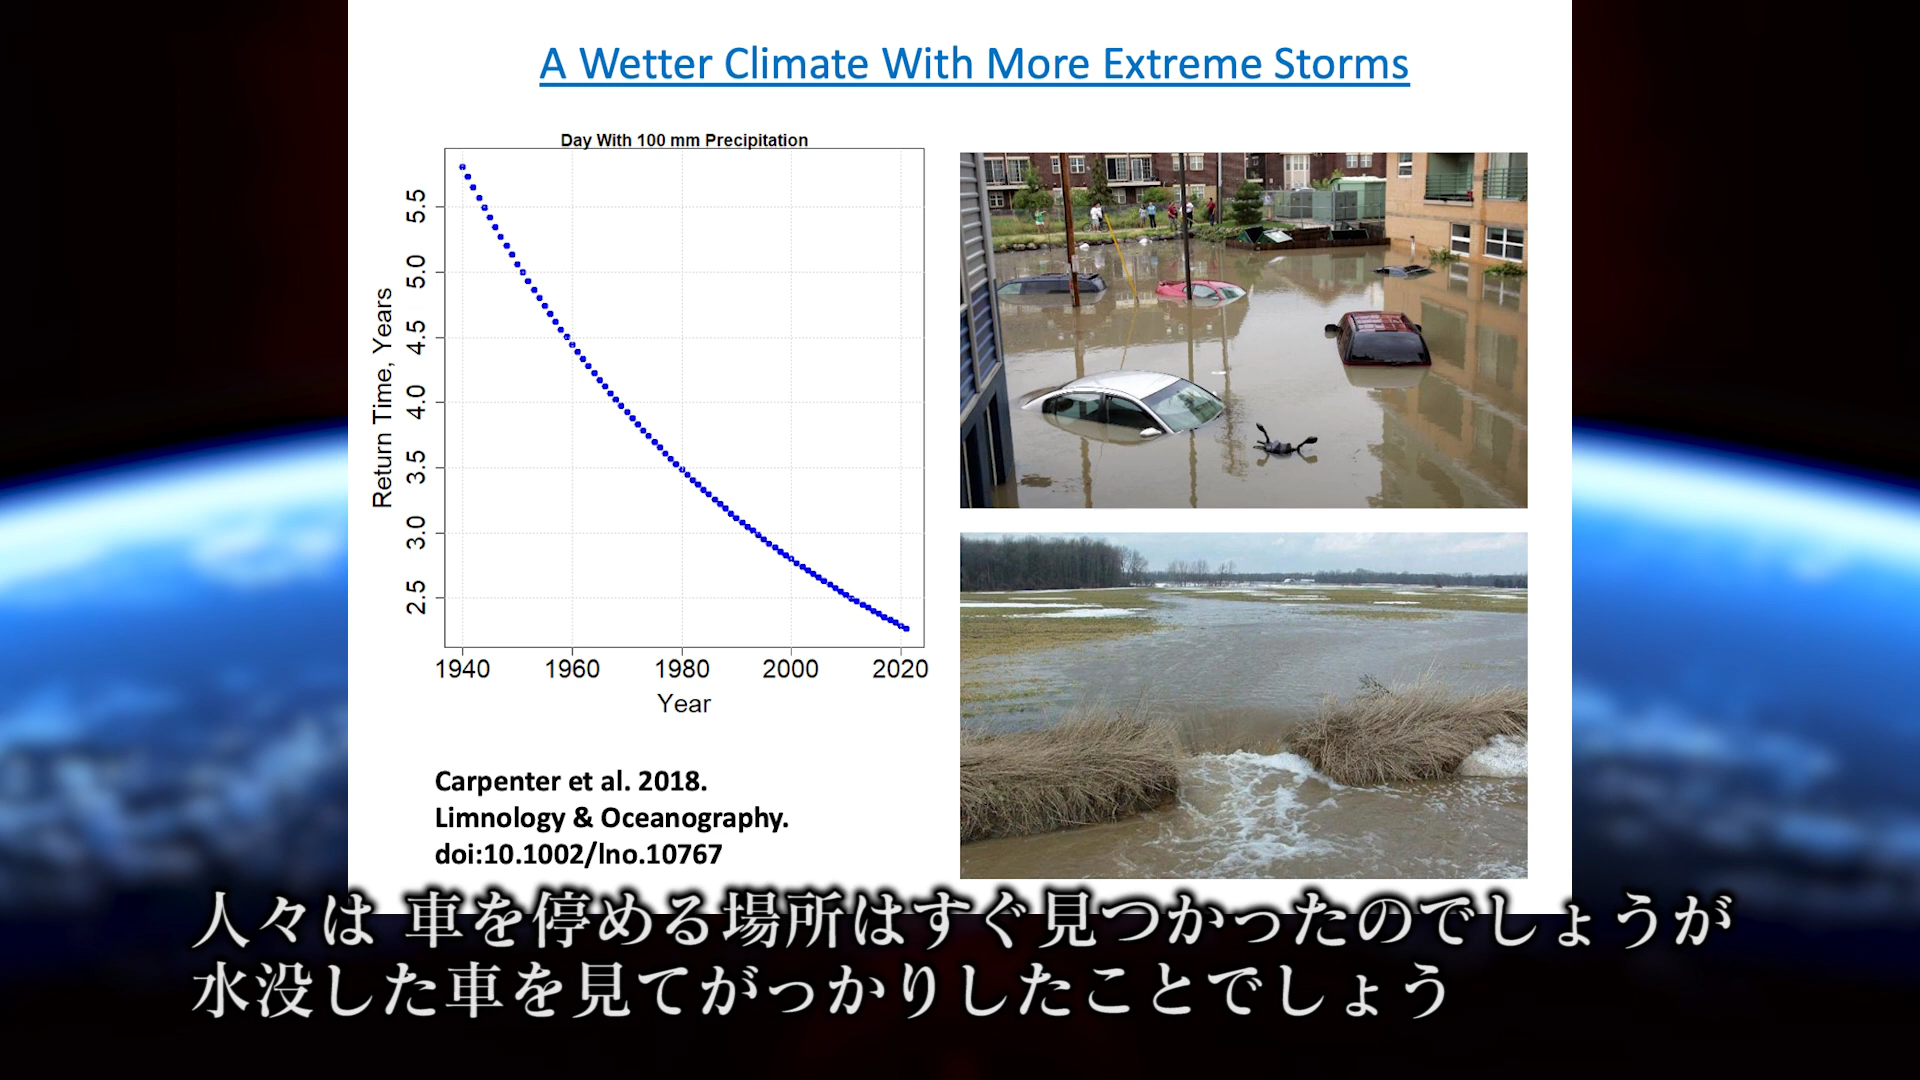 A Wetter Climate With More Extreme Storms
Day With 100 mm Precipitation
Return Time, Years
5.5
5.0
4.5
4.0
3.5
3.0
2.5
1940 1960 1980 2000 2020
Year
Carpenter et al. 2018.
Limnology & Oceanography.
doi:10.1002/lno.10767
人々は 車を停める場所はすぐ見つかったのでしょうが
水没した車を見てがっかりしたことでしょう